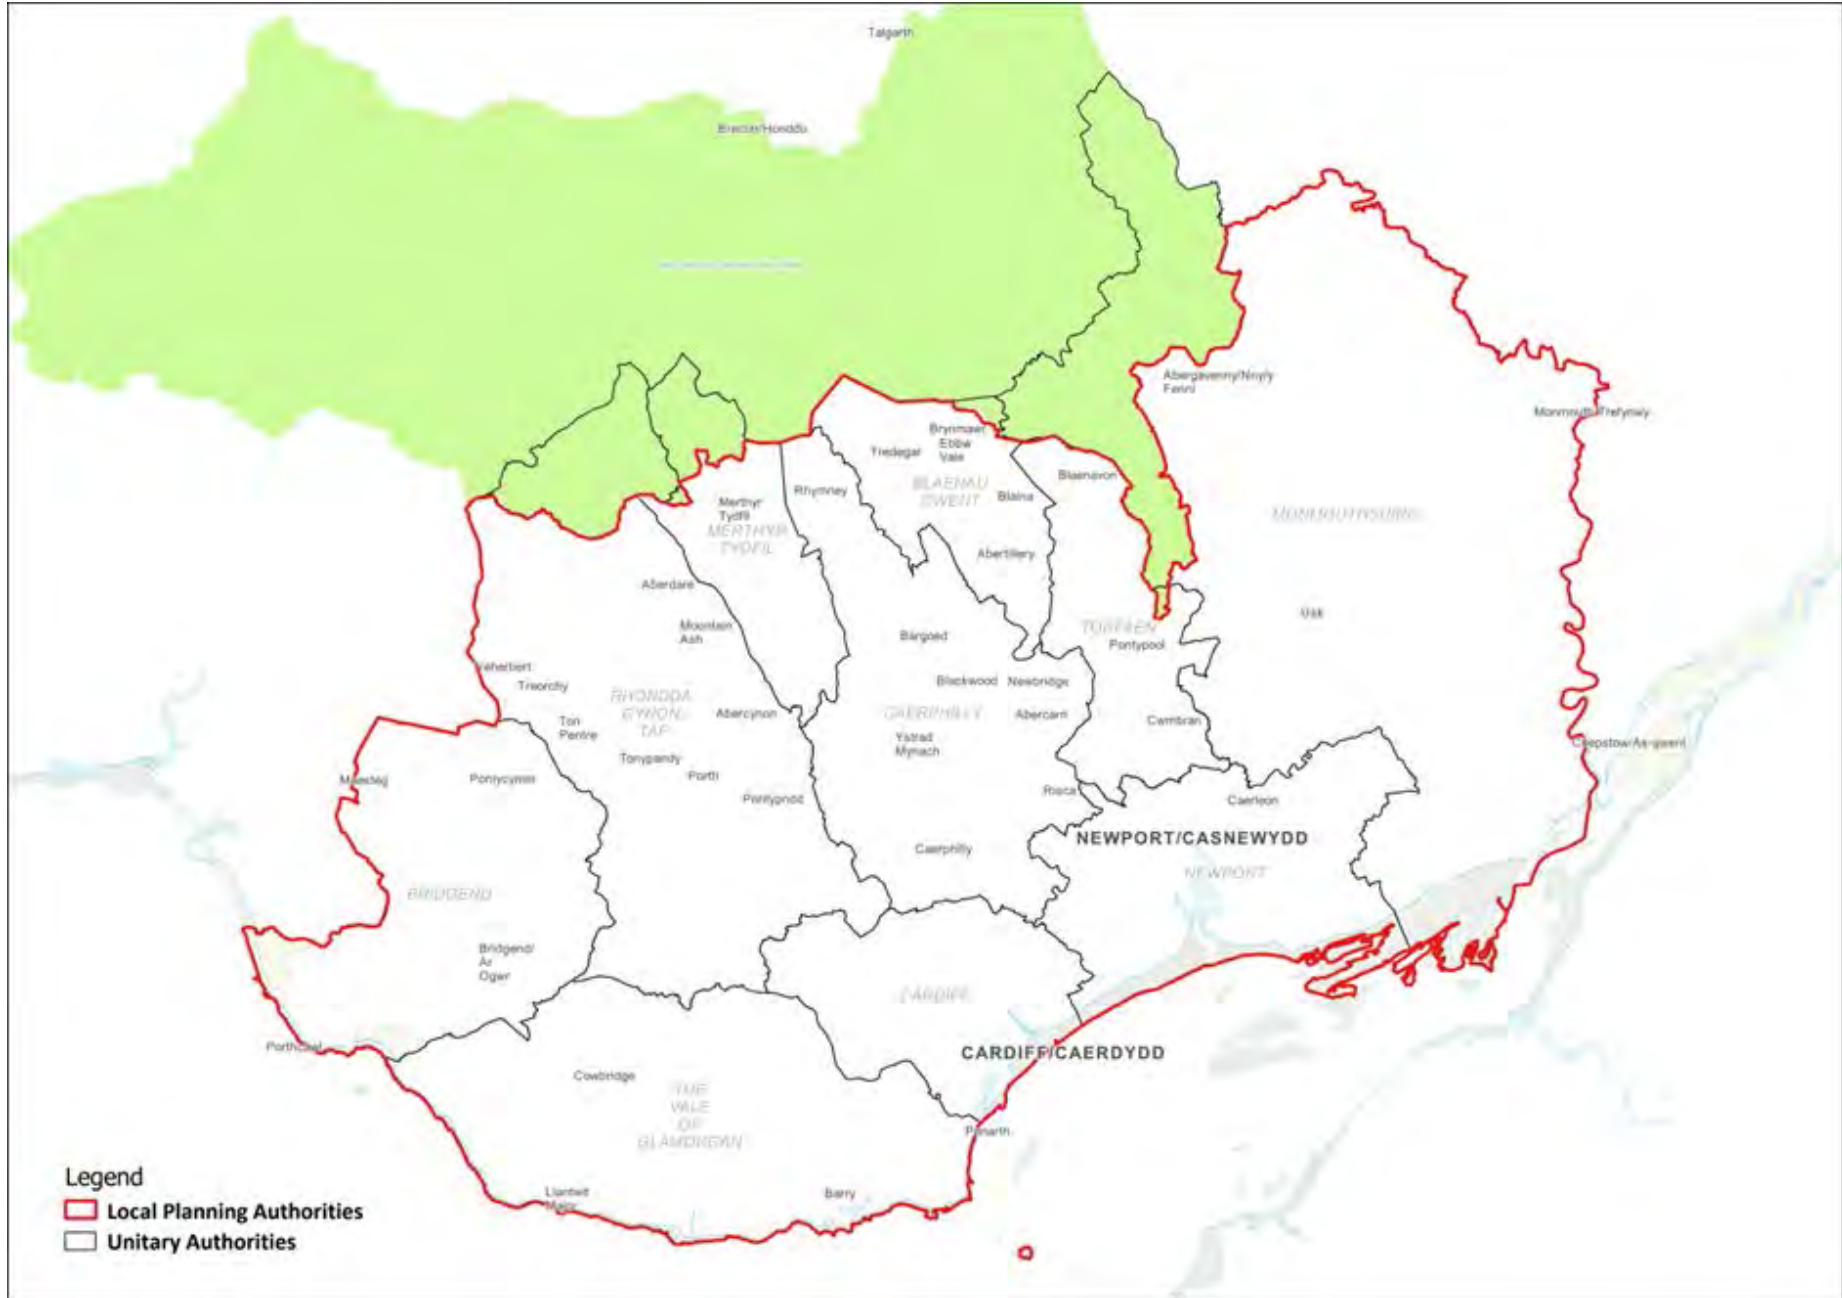 Talgarth
Brecon/Honddu
Abergavenny/Nnyly
Fenni
Monmouth/Trefynwy
Brynmawr
Ebbw
Vale
Tredegar
Blaenavon
BLAENAU
GWENT
Blaina
Rhymney
Merthyr
Tydfil
MERTHYR
TYDFIL
MONMOUTHSHIRE
Abertillery
Aberdare
Usk
Mountain
Ash
Bargoed
TORFAEN
Pontypool
Treorchy
Blackwood
Newbridge
RHONDDA
CYNON
TAF
Abercynon
CAERPHILLY
Abercarn
Cwmbran
Ton
Pentre
Ystrad
Mynach
Chepstow/As-gwent
Tonypandy
Porth
Maesteg
Pontycymer
Pontypridd
Risca
Caerleon
NEWPORT/CASNEWYDD
Caerphilly
NEWPORT
BRIDGEND
Bridgend/
Ar
Ogwr
CARDIFF
Porthcawl
CARDIFF/CAERDYDD
Cowbridge
THE
VALE
OF
GLAMORGAN
Penarth
Llantwit
Major
Barry
Legend
Local Planning Authorities
Unitary Authorities